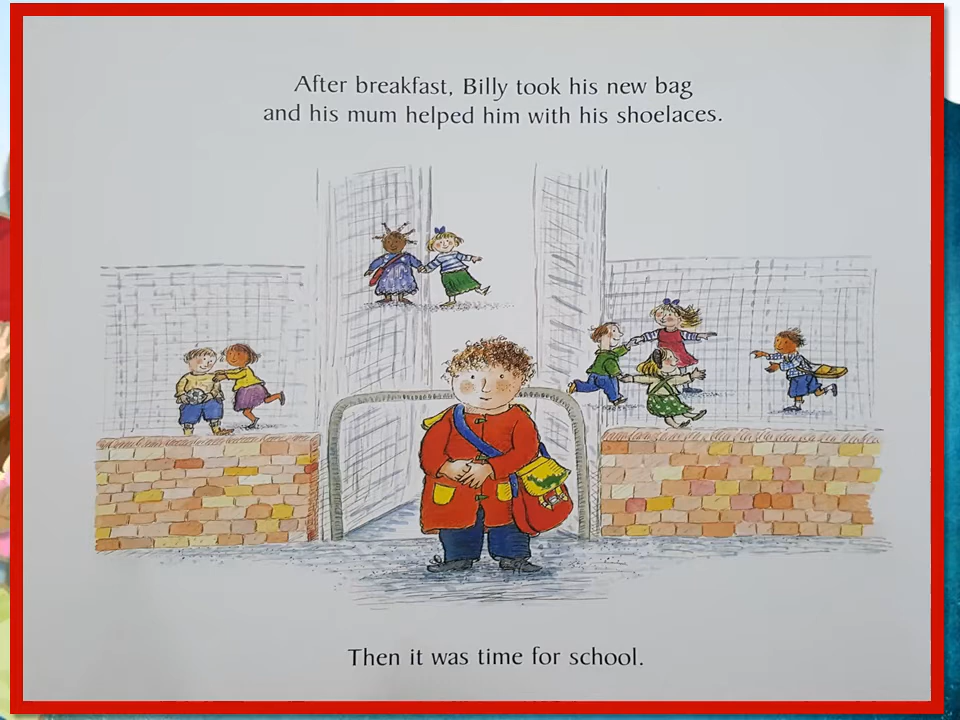 After breakfast, Billy took his new bag
and his mum helped him with his shoelaces.
Then it was time for school.